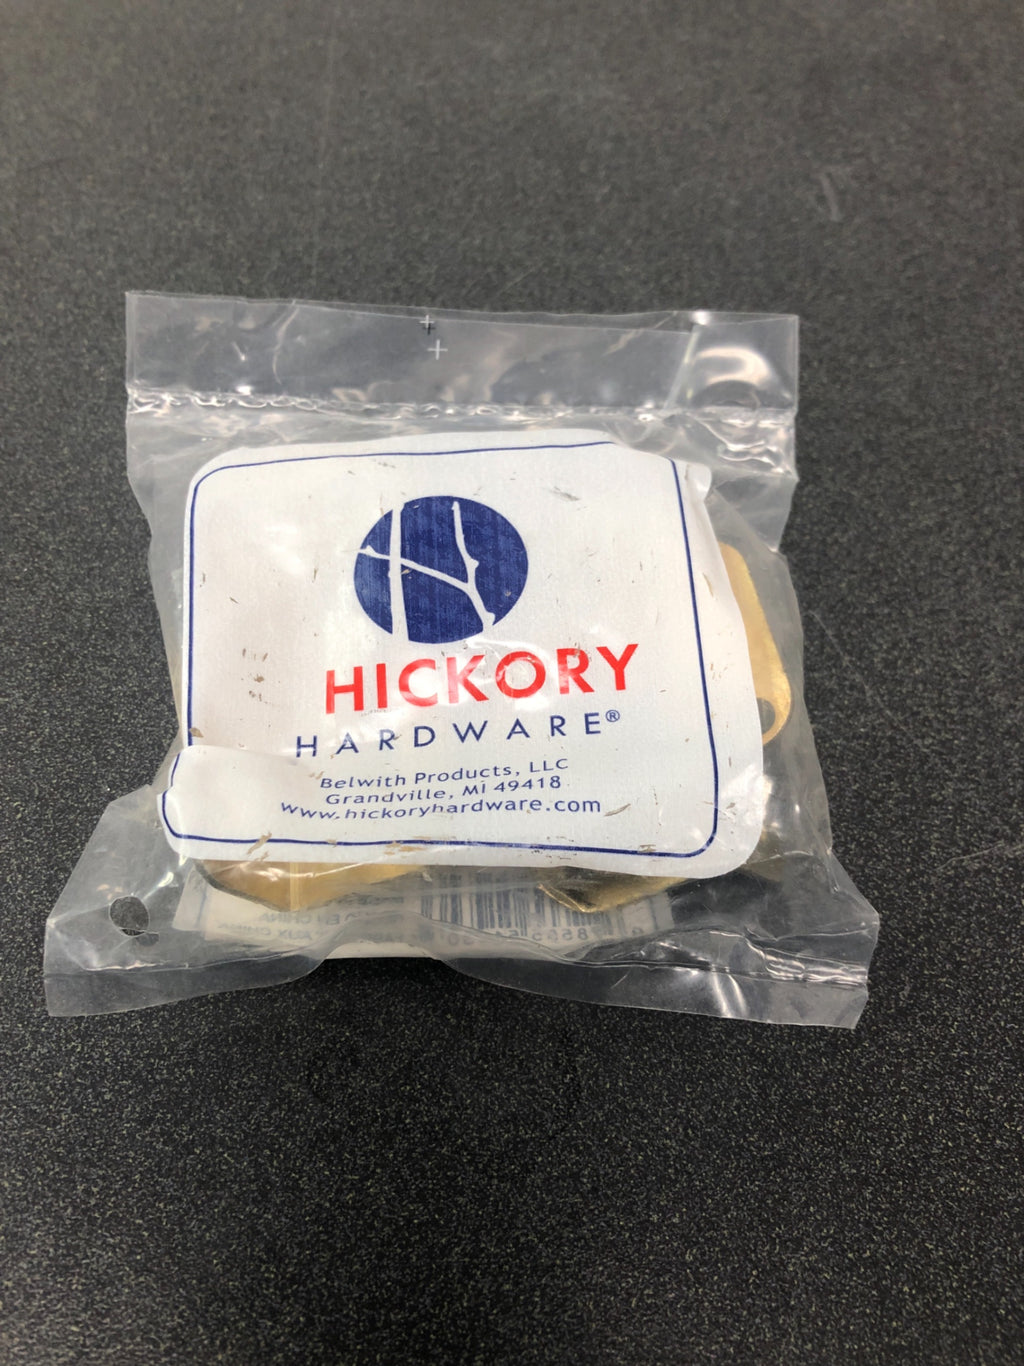 HICKORY
HARDWARE®
Belwith Products, LLC
Grandville, MI 49418
www.hickoryhardware.com